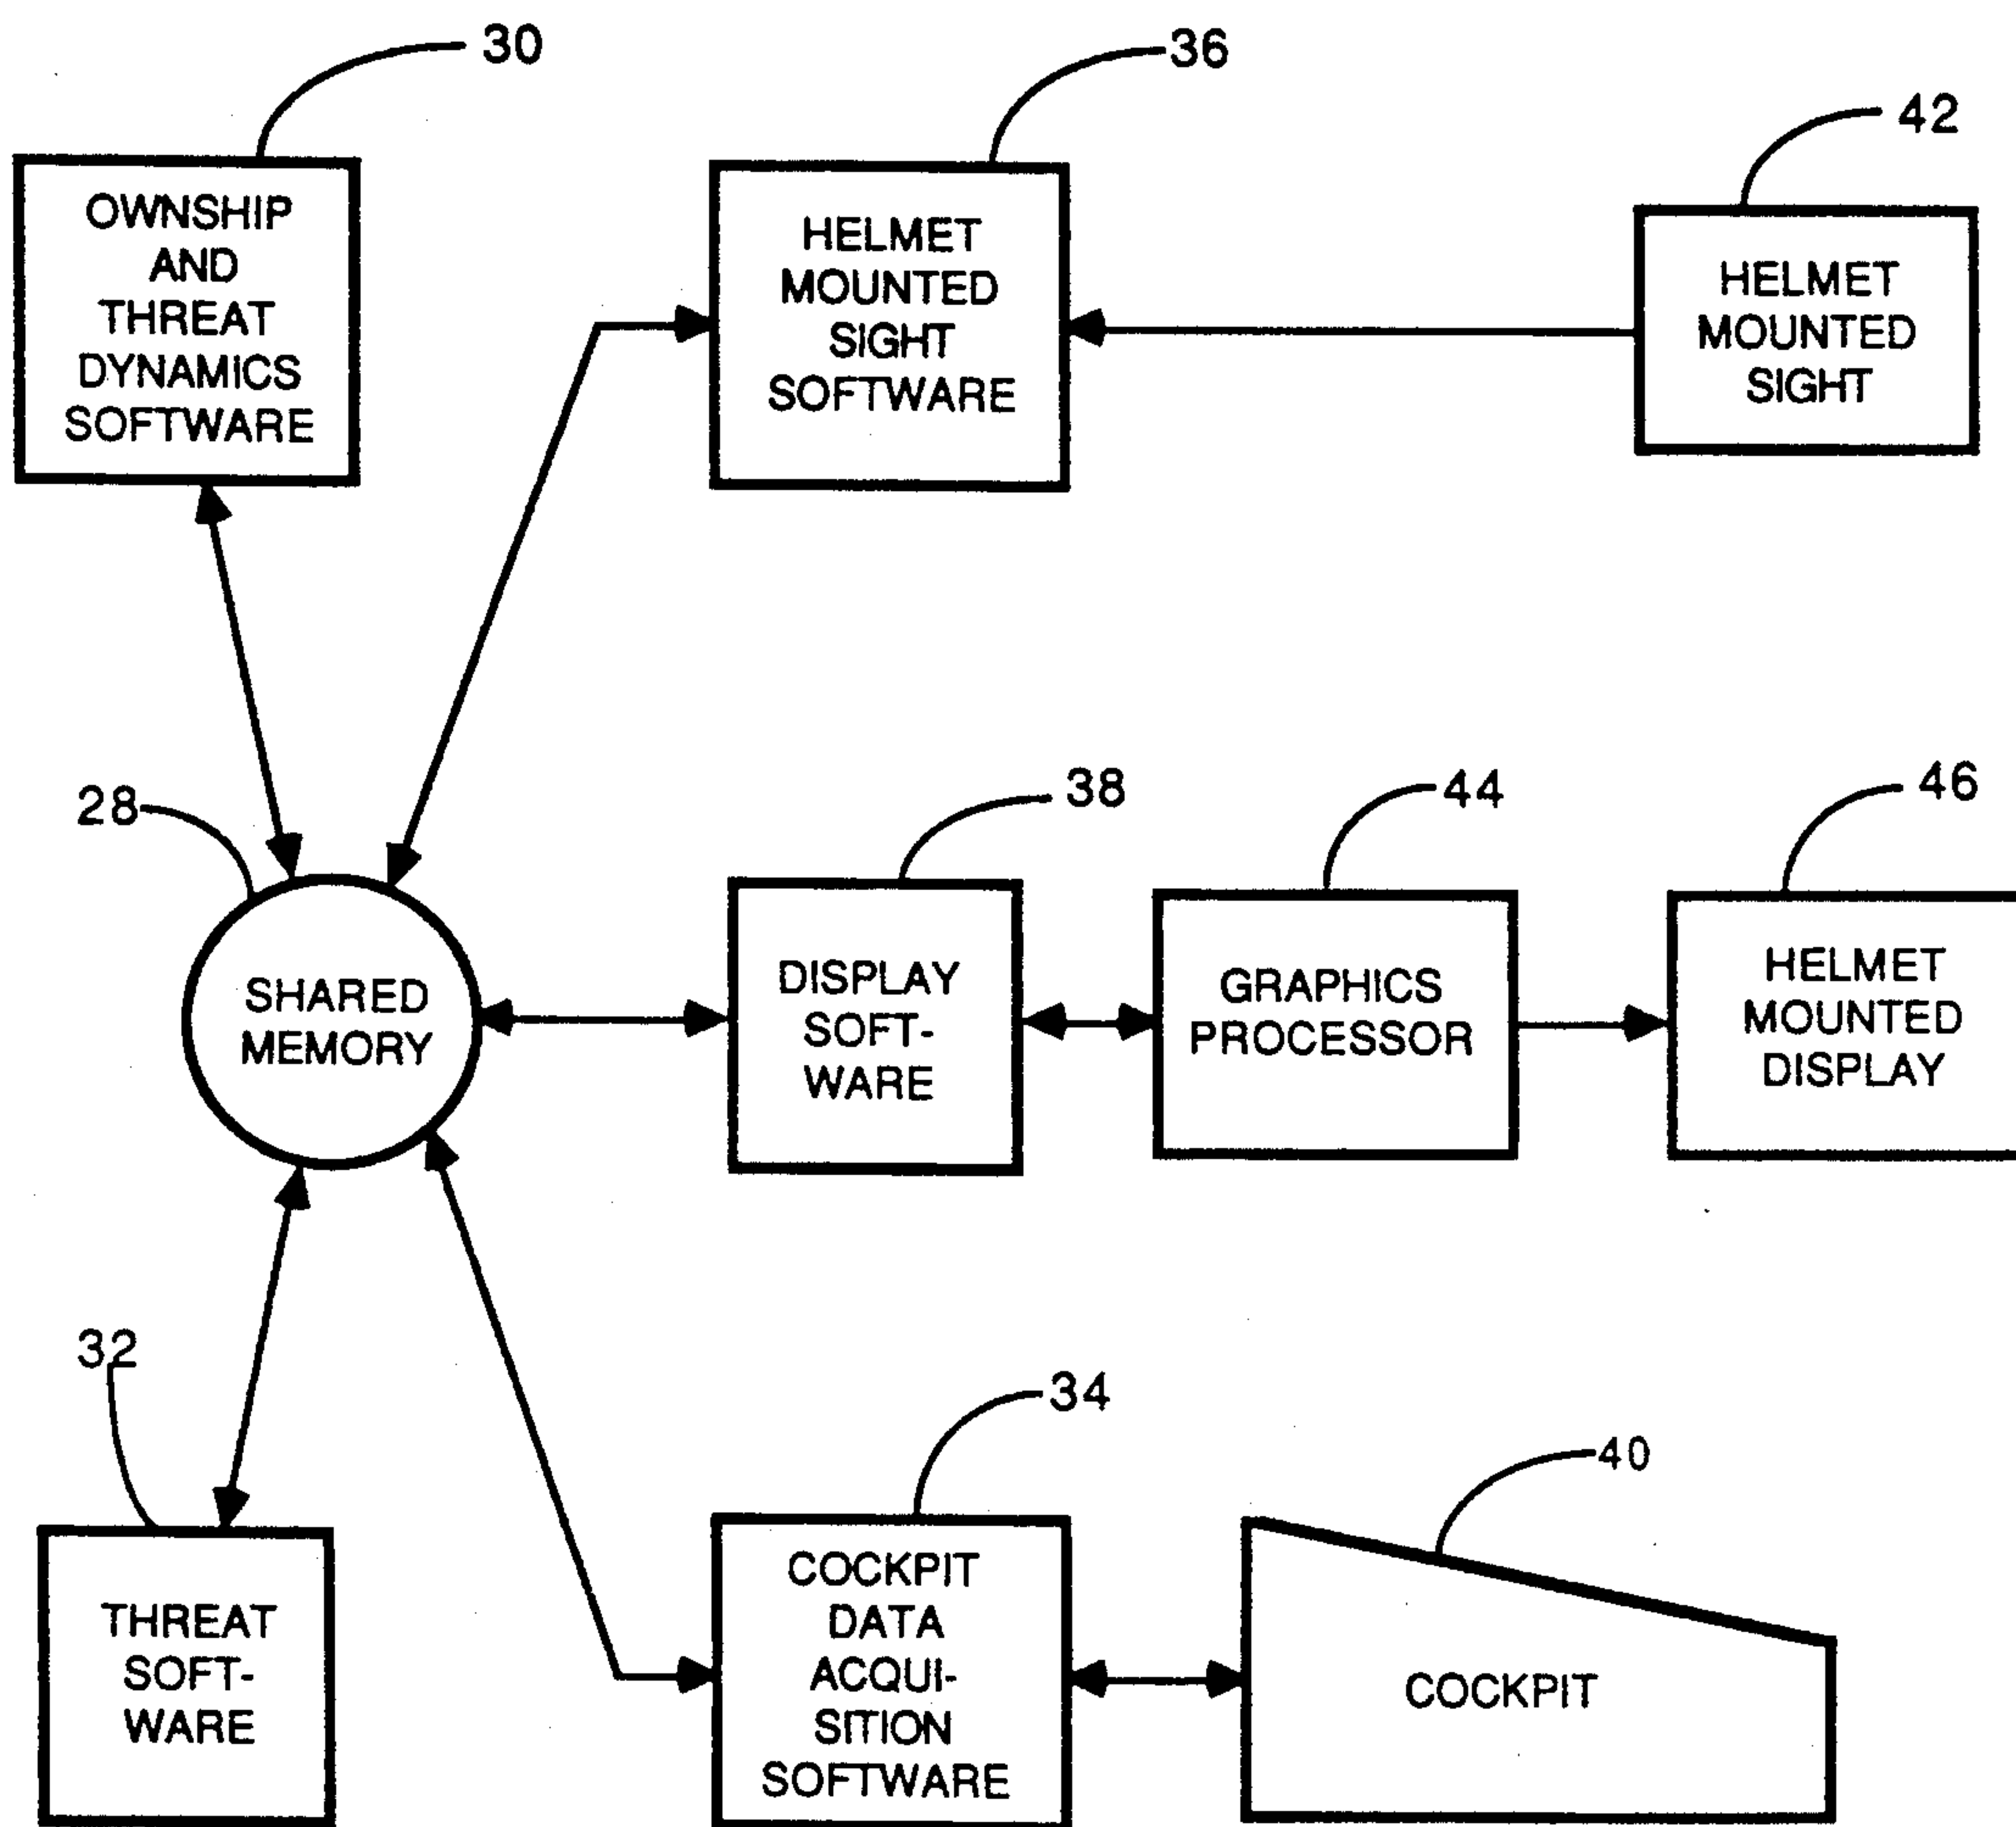 30
36
42
OWNSHIP
AND
THREAT
DYNAMICS
SOFTWARE
HELMET
MOUNTED
SIGHT
SOFTWARE
HELMET
MOUNTED
SIGHT
28
38
44
46
SHARED
MEMORY
DISPLAY
SOFT-
WARE
GRAPHICS
PROCESSOR
HELMET
MOUNTED
DISPLAY
32
34
40
THREAT
SOFT-
WARE
COCKPIT
DATA
ACQUI-
SITION
SOFTWARE
COCKPIT